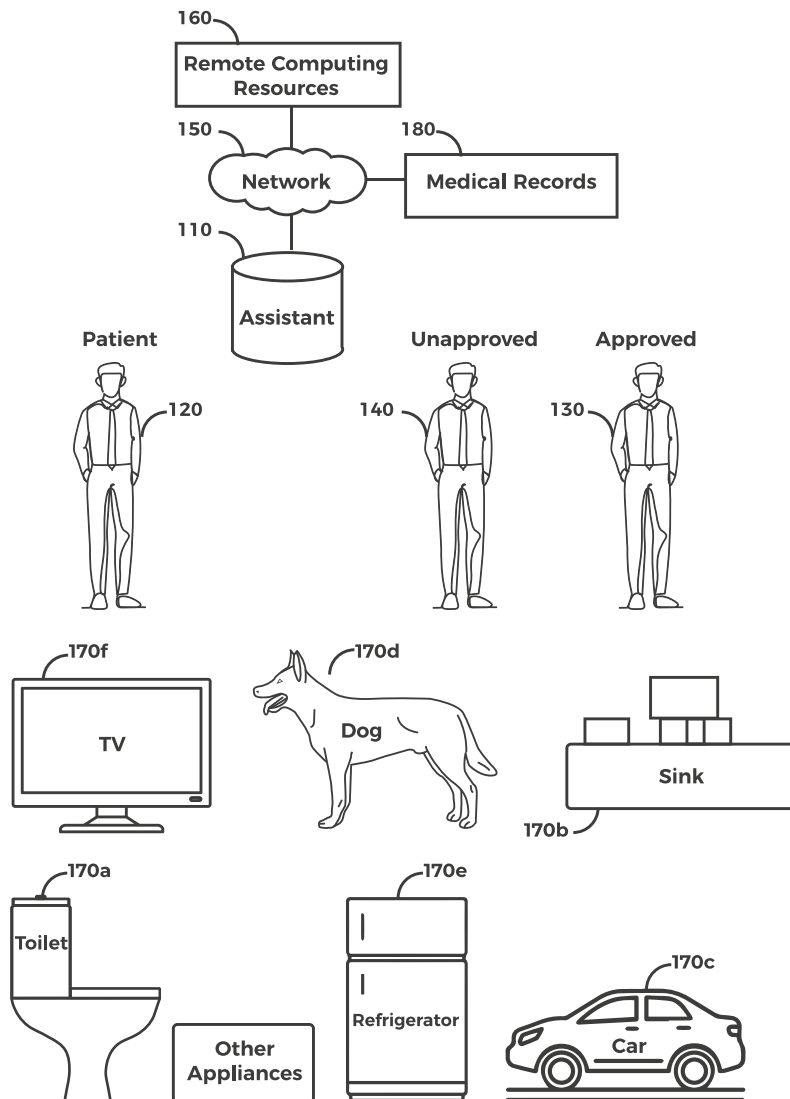 160
Remote Computing
Resources
150
180
Network
Medical Records
110
Assistant
Patient
Unapproved
Approved
120
140
130
170f
170d
TV
Dog
Sink
170b
170a
170e
Toilet
170c
Refrigerator
Car
Other
Appliances